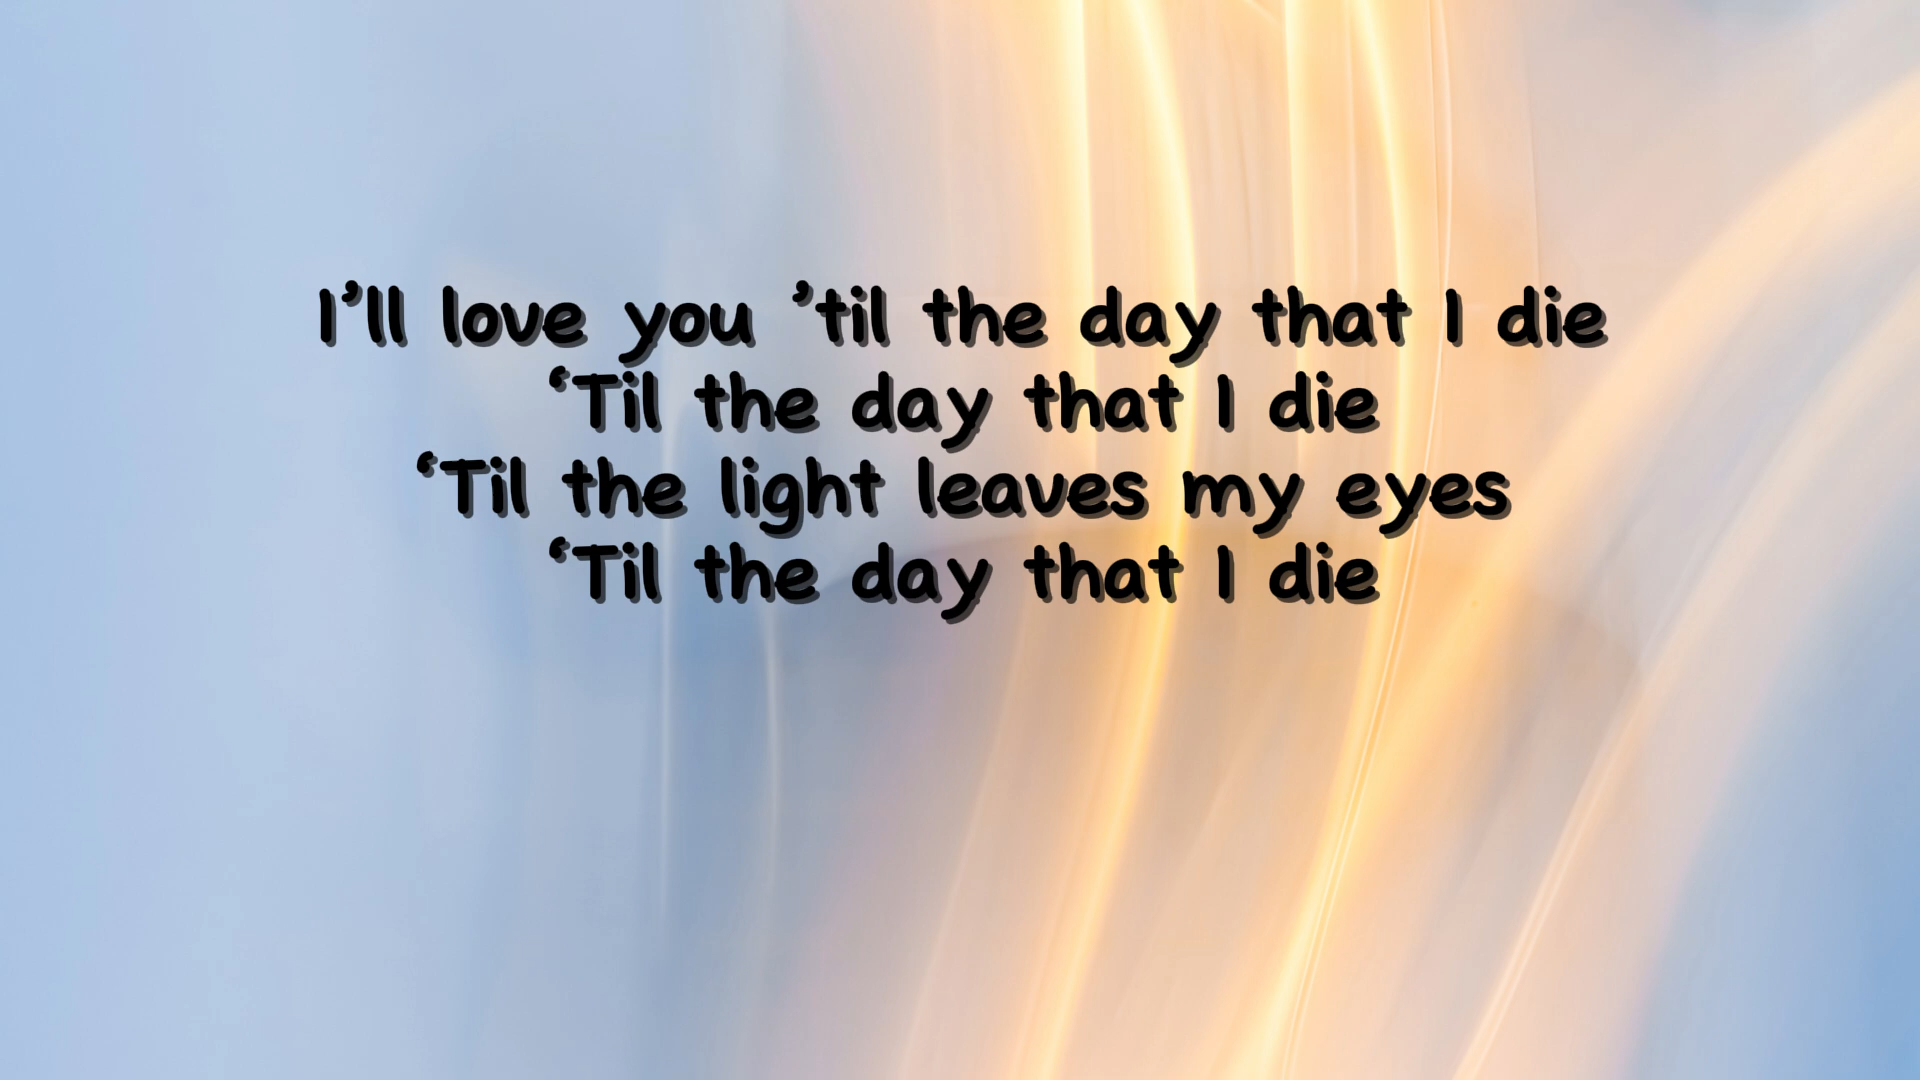 I’ll love you ’til the day that I die
‘Til the day that I die
‘Til the light leaves my eyes
‘Til the day that I die